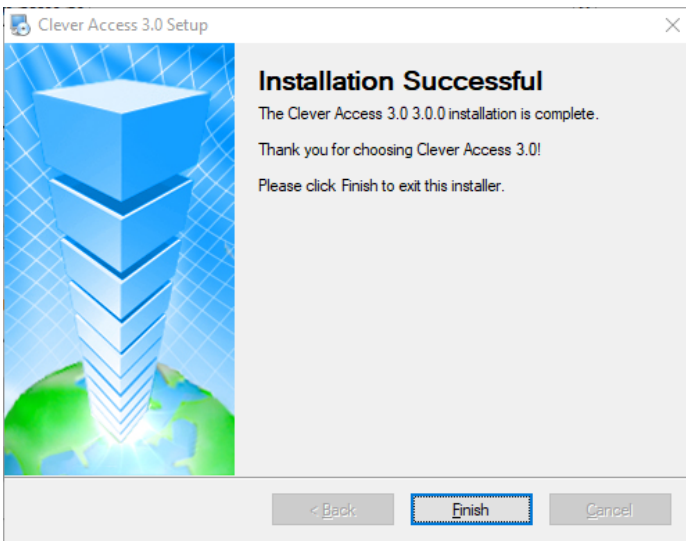 Clever Access 3.0 Setup
Installation Successful
The Clever Access 3.0 3.0.0 installation is complete.
Thank you for choosing Clever Access 3.0!
Please click Finish to exit this installer.
< Back
Finish
Cancel